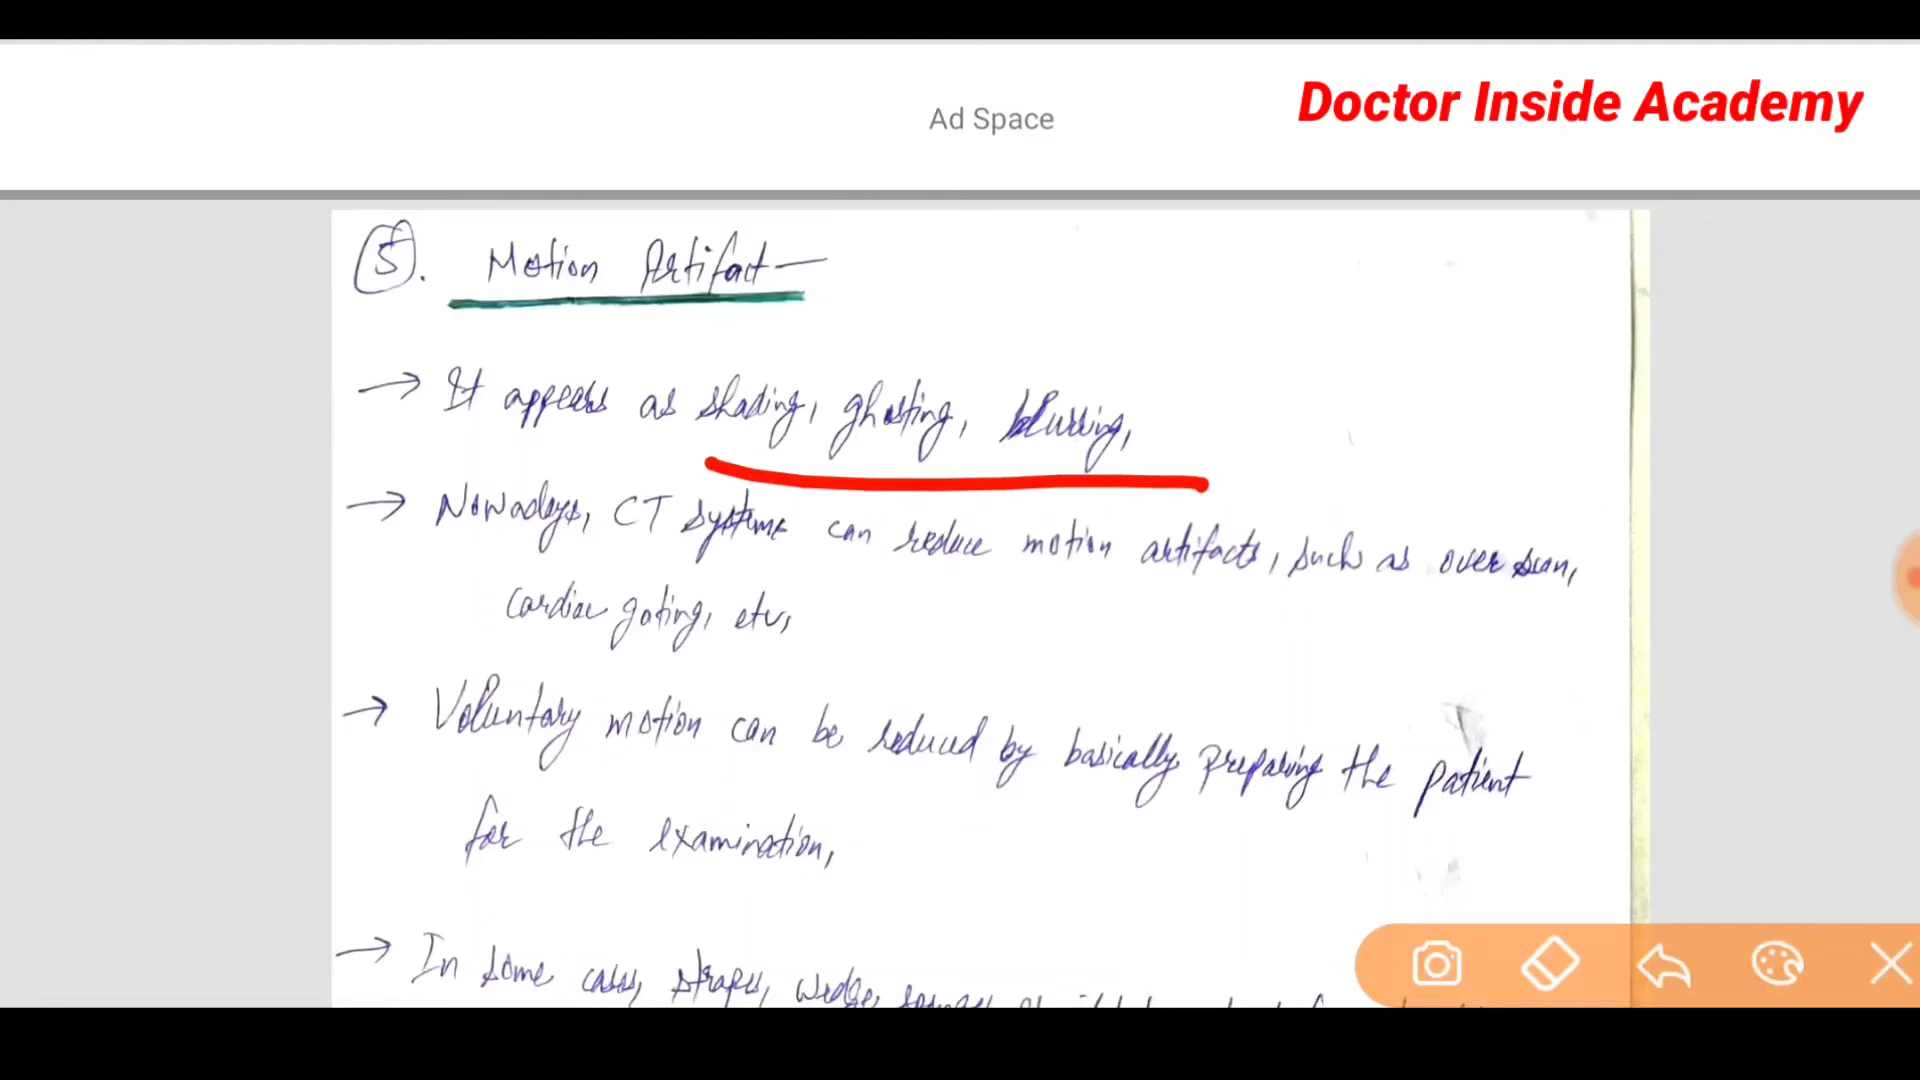 Ad Space
Doctor Inside Academy
5. Motion Artifact—
→ It appears as shading, ghosting, blurring,
→ Nowadays, CT systems can reduce motion artifacts, such as over scan,
cardiac gating, etc,
→ Voluntary motion can be reduced by basically preparing the patient
for the examination,
→ In some cases, straps, wedge,